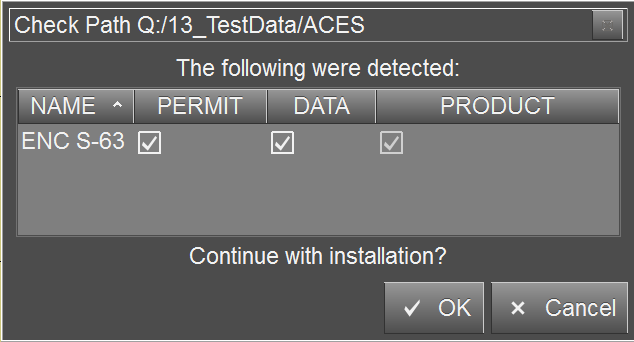 Check Path Q:/13_TestData/ACES
The following were detected:
NAME PERMIT DATA PRODUCT
ENC S-63
Continue with installation?
OK Cancel